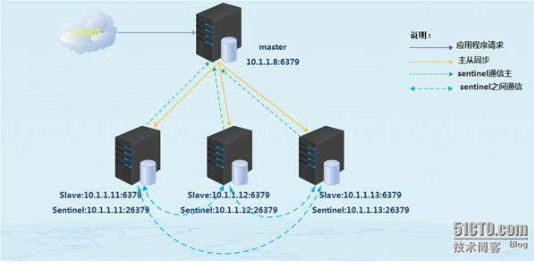 说明:
应用程序请求
主从同步
sentinel通信主
sentinel之间通信
master
10.1.1.8:6379
Slave:10.1.1.11:6379
Sentinel:10.1.1.11:26379
Slave:10.1.1.12:6379
Sentinel:10.1.1.12;26379
Slave:10.1.1.13:6379
Sentinel:10.1.1.13:26379
51CTO.com
技术博客 Blog